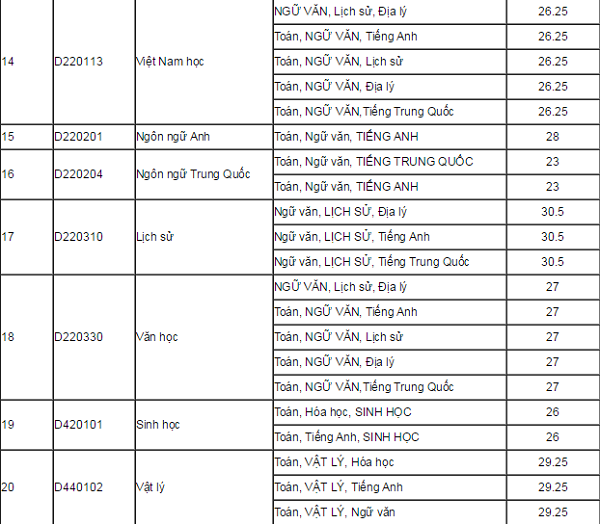 NGỮ VĂN, Lịch sử, Địa lý 26.25
Toán, NGỮ VĂN, Tiếng Anh 26.25
14 D220113 Việt Nam học Toán, NGỮ VĂN, Lịch sử 26.25
Toán, NGỮ VĂN, Địa lý 26.25
Toán, NGỮ VĂN,Tiếng Trung Quốc 26.25
15 D220201 Ngôn ngữ Anh Toán, Ngữ văn, TIẾNG ANH 28
16 D220204 Ngôn ngữ Trung Quốc Toán, Ngữ văn, TIẾNG TRUNG QUỐC 23
Toán, Ngữ văn, TIẾNG ANH 23
Ngữ văn, LỊCH SỬ, Địa lý 30.5
17 D220310 Lịch sử Ngữ văn, LỊCH SỬ, Tiếng Anh 30.5
Ngữ văn, LỊCH SỬ, Tiếng Trung Quốc 30.5
NGỮ VĂN, Lịch sử, Địa lý 27
Toán, NGỮ VĂN, Tiếng Anh 27
18 D220330 Văn học Toán, NGỮ VĂN, Lịch sử 27
Toán, NGỮ VĂN, Địa lý 27
Toán, NGỮ VĂN,Tiếng Trung Quốc 27
19 D420101 Sinh học Toán, Hóa học, SINH HỌC 26
Toán, Tiếng Anh, SINH HỌC 26
Toán, VẬT LÝ, Hóa học 29.25
20 D440102 Vật lý Toán, VẬT LÝ, Tiếng Anh 29.25
Toán, VẬT LÝ, Ngữ văn 29.25